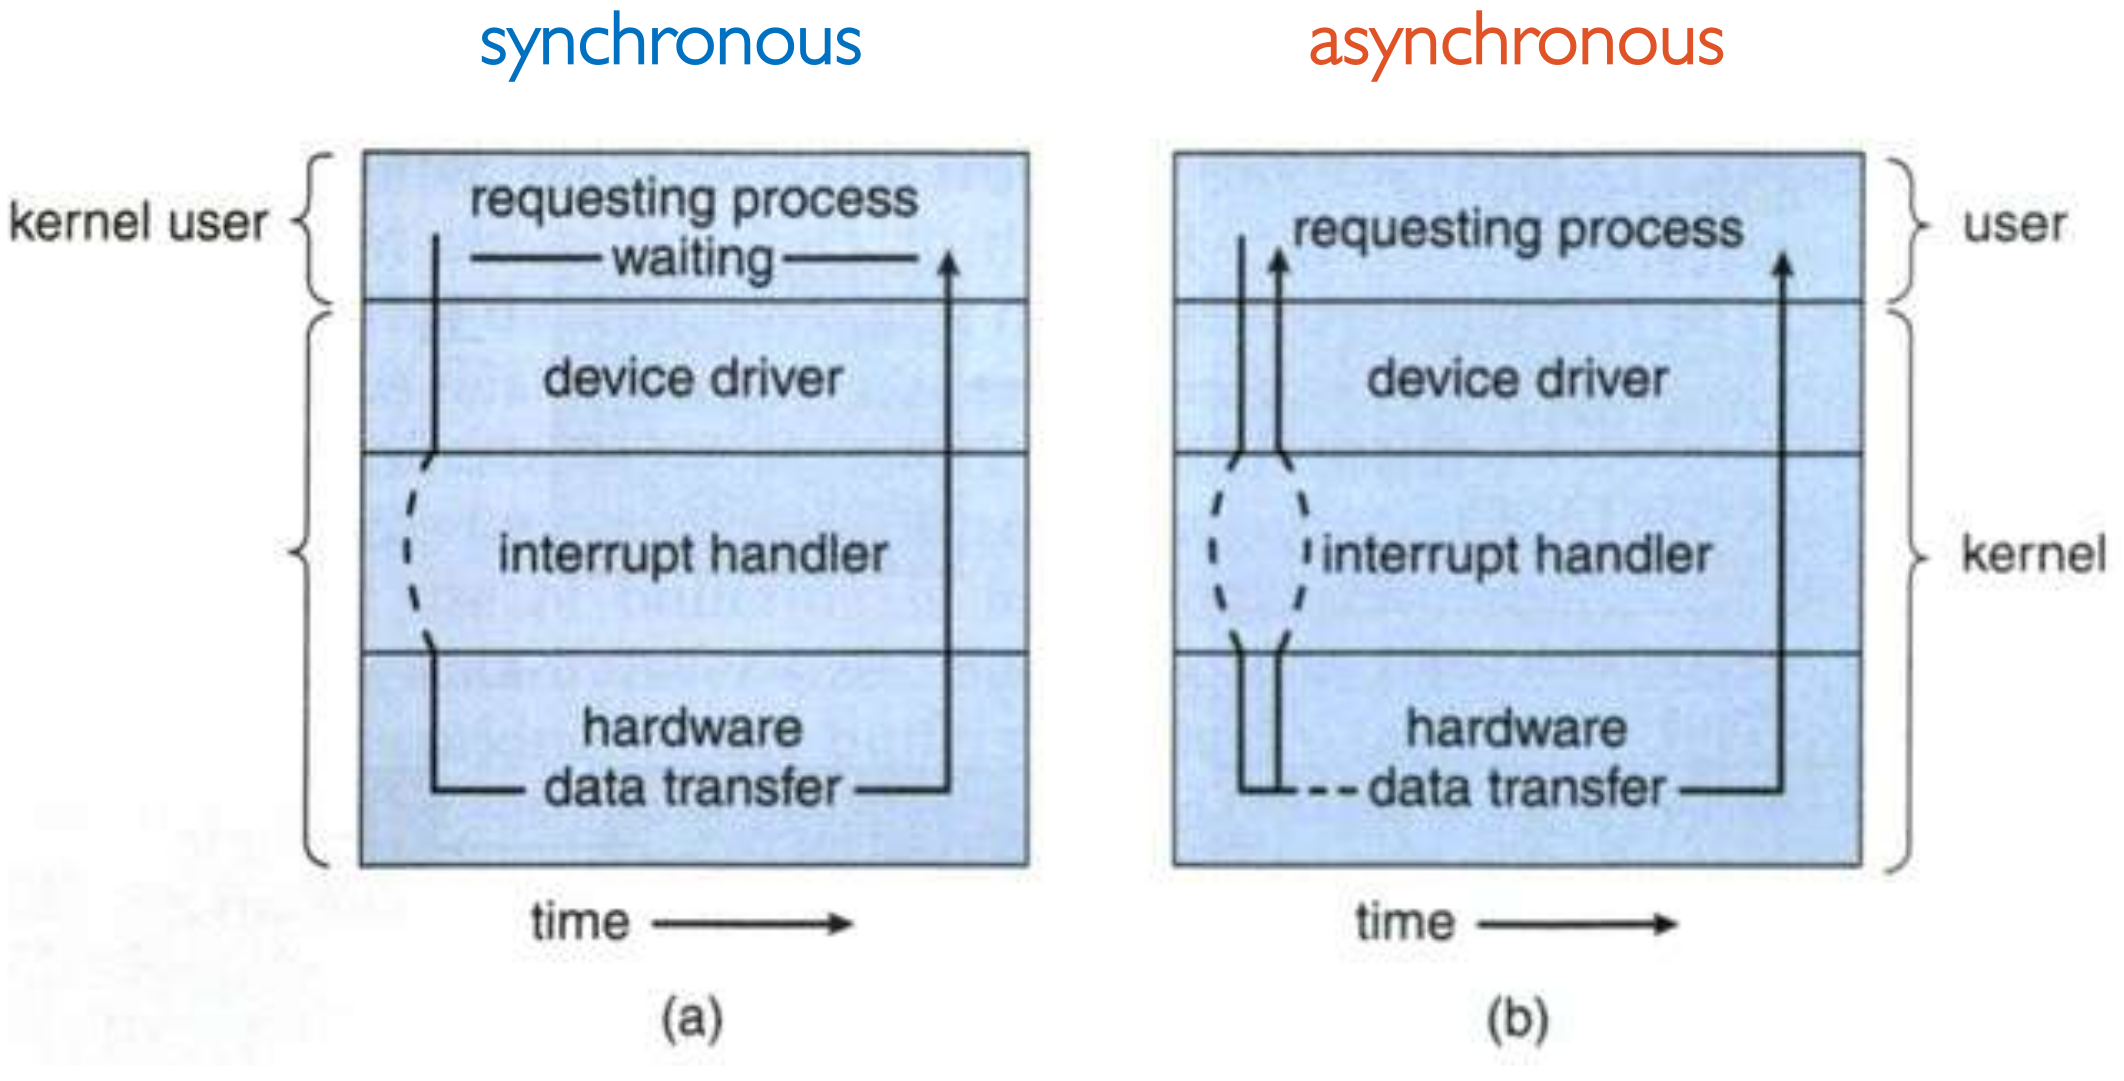 synchronous
asynchronous
kernel user
requesting process
waiting
device driver
interrupt handler
hardware
data transfer
time
(a)
requesting process
device driver
interrupt handler
hardware
data transfer
time
(b)
user
kernel